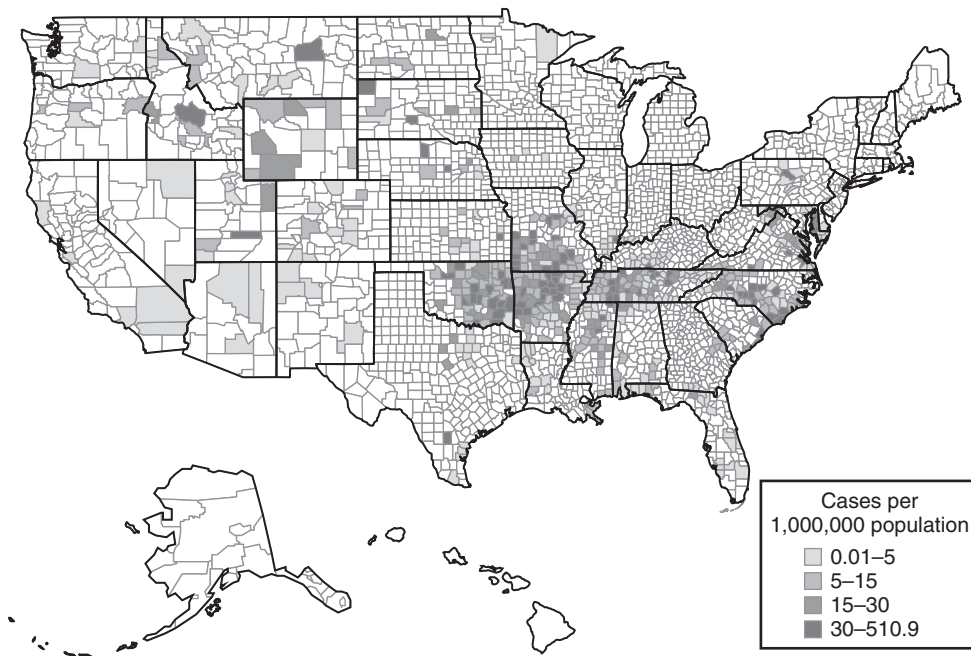 Cases per
1,000,000 population
0.01–5
5–15
15–30
30–510.9